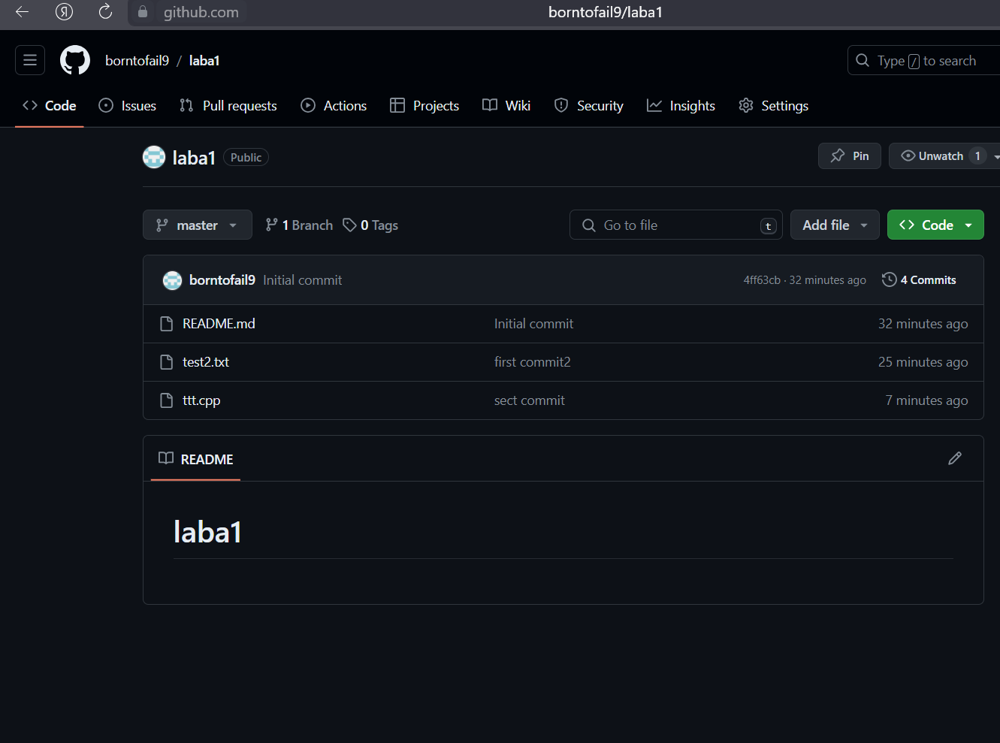 Я github.com borntofail9/laba1
borntofail9 / laba1 Type / to search
Code Issues Pull requests Actions Projects Wiki Security Insights Settings
laba1 Public Pin Unwatch 1
master 1 Branch 0 Tags Go to file t Add file Code
borntofail9 Initial commit 4ff63cb · 32 minutes ago 4 Commits
README.md Initial commit 32 minutes ago
test2.txt first commit2 25 minutes ago
ttt.cpp sect commit 7 minutes ago
README
laba1